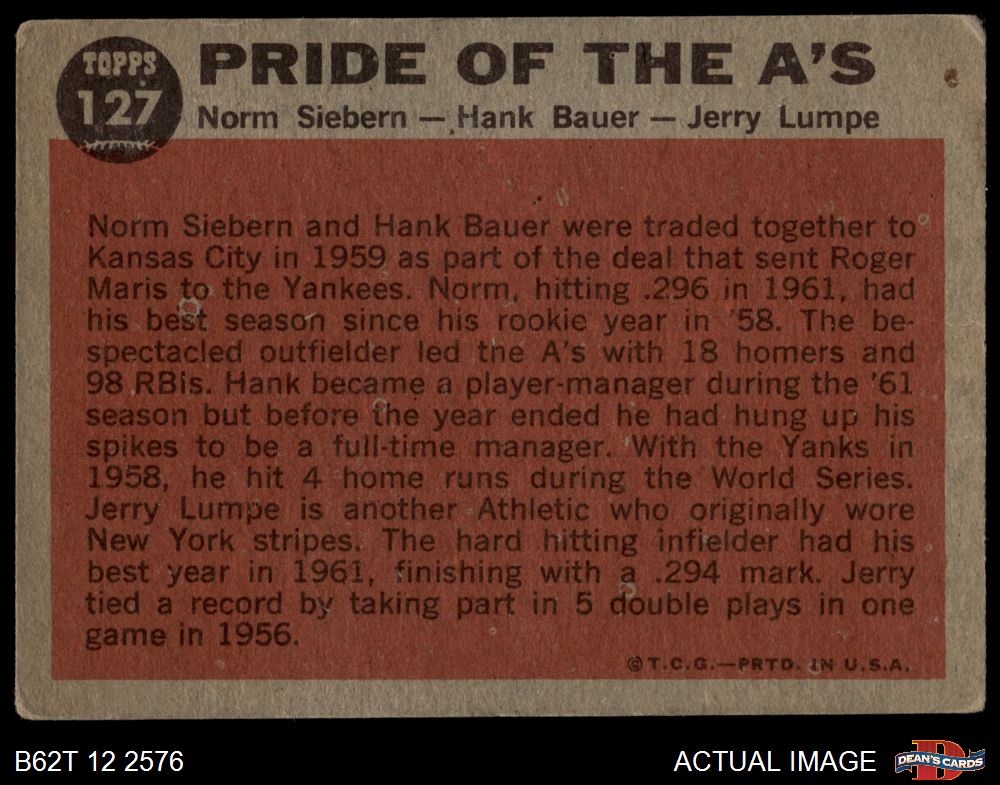 TOPPS
127
PRIDE OF THE A'S
Norm Siebern — Hank Bauer — Jerry Lumpe
Norm Siebern and Hank Bauer were traded together to
Kansas City in 1959 as part of the deal that sent Roger
Maris to the Yankees. Norm, hitting .296 in 1961, had
his best season since his rookie year in '58. The be-
spectacled outfielder led the A's with 18 homers and
98 RBIs. Hank became a player-manager during the '61
season but before the year ended he had hung up his
spikes to be a full-time manager. With the Yanks in
1958, he hit 4 home runs during the World Series.
Jerry Lumpe is another Athletic who originally wore
New York stripes. The hard hitting infielder had his
best year in 1961, finishing with a .294 mark. Jerry
tied a record by taking part in 5 double plays in one
game in 1956.
©T.C.G.—PRTD. IN U.S.A.
B62T 12 2576
ACTUAL IMAGE
D
DEAN'S CARDS